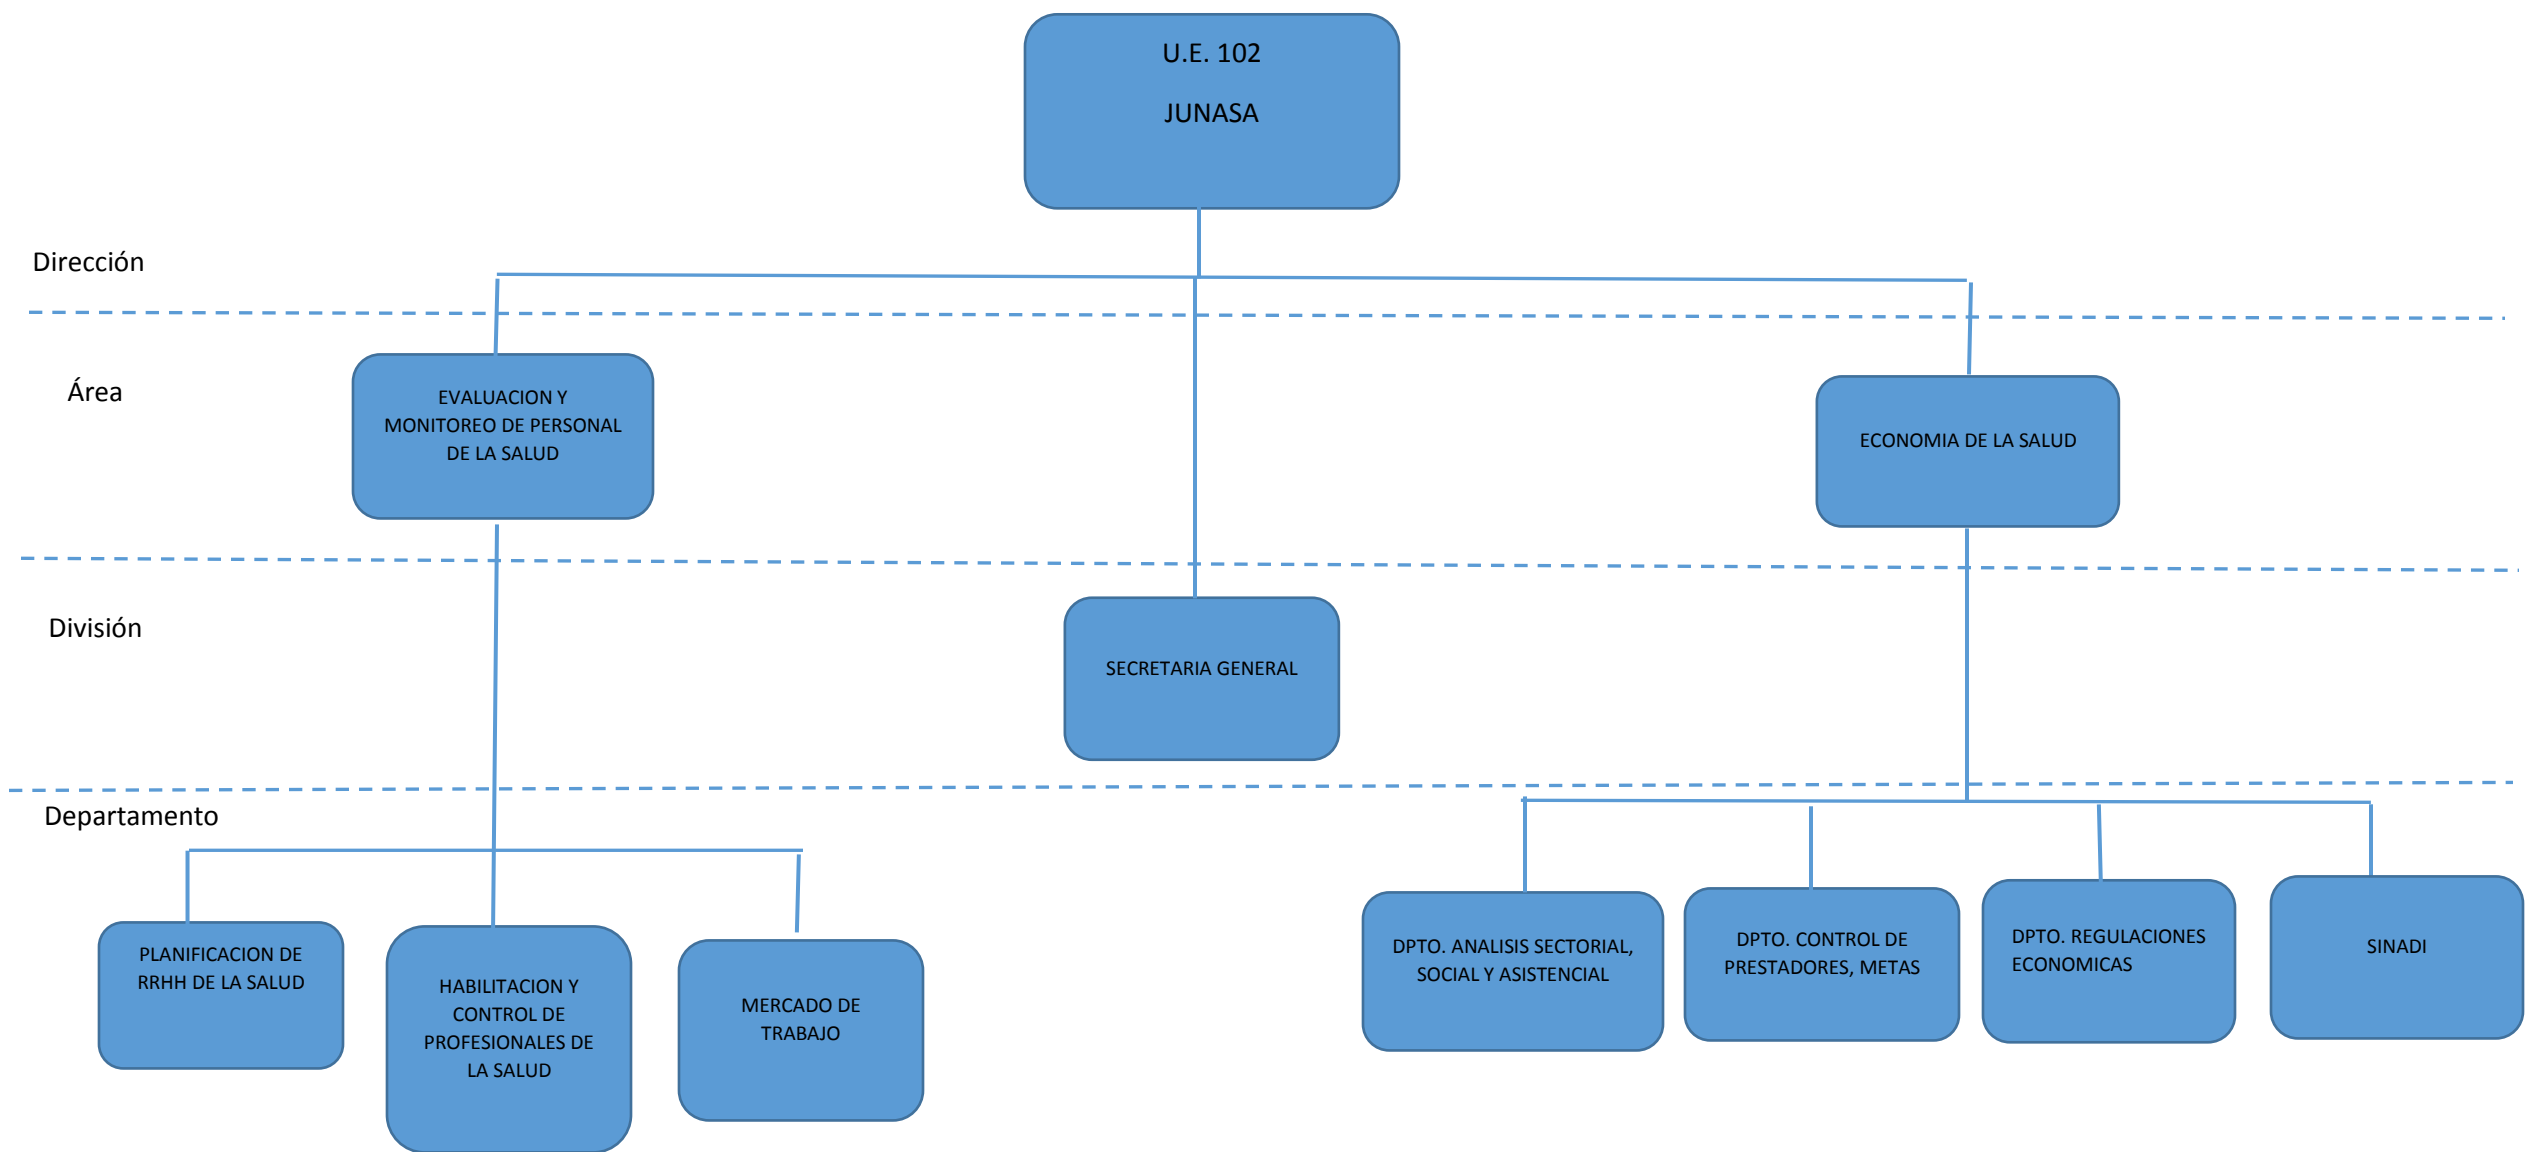 U.E. 102
JUNASA
Dirección
Área
EVALUACION Y
MONITOREO DE PERSONAL
DE LA SALUD
ECONOMIA DE LA SALUD
División
SECRETARIA GENERAL
Departamento
PLANIFICACION DE
RRHH DE LA SALUD
HABILITACION Y
CONTROL DE
PROFESIONALES DE
LA SALUD
MERCADO DE
TRABAJO
DPTO. ANALISIS SECTORIAL,
SOCIAL Y ASISTENCIAL
DPTO. CONTROL DE
PRESTADORES, METAS
DPTO. REGULACIONES
ECONOMICAS
SINADI